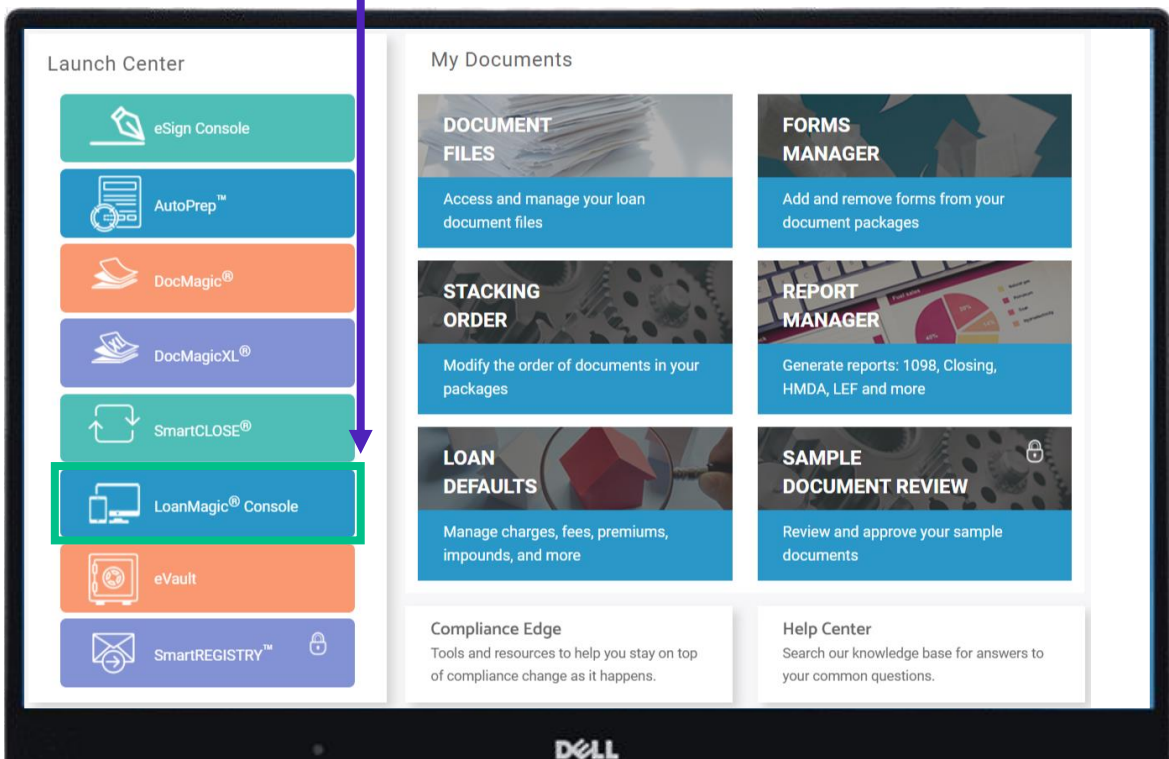 Launch Center
eSign Console
AutoPrep™
DocMagic®
DocMagicXL®
SmartCLOSE®
LoanMagic® Console
eVault
SmartREGISTRY™
My Documents
DOCUMENT
FILES
Access and manage your loan
document files
FORMS
MANAGER
Add and remove forms from your
document packages
STACKING
ORDER
Modify the order of documents in your
packages
REPORT
MANAGER
Generate reports: 1098, Closing,
HMDA, LEF and more
LOAN
DEFAULTS
Manage charges, fees, premiums,
impounds, and more
SAMPLE
DOCUMENT REVIEW
Review and approve your sample
documents
Compliance Edge
Tools and resources to help you stay on top
of compliance change as it happens.
Help Center
Search our knowledge base for answers to
your common questions.
DELL